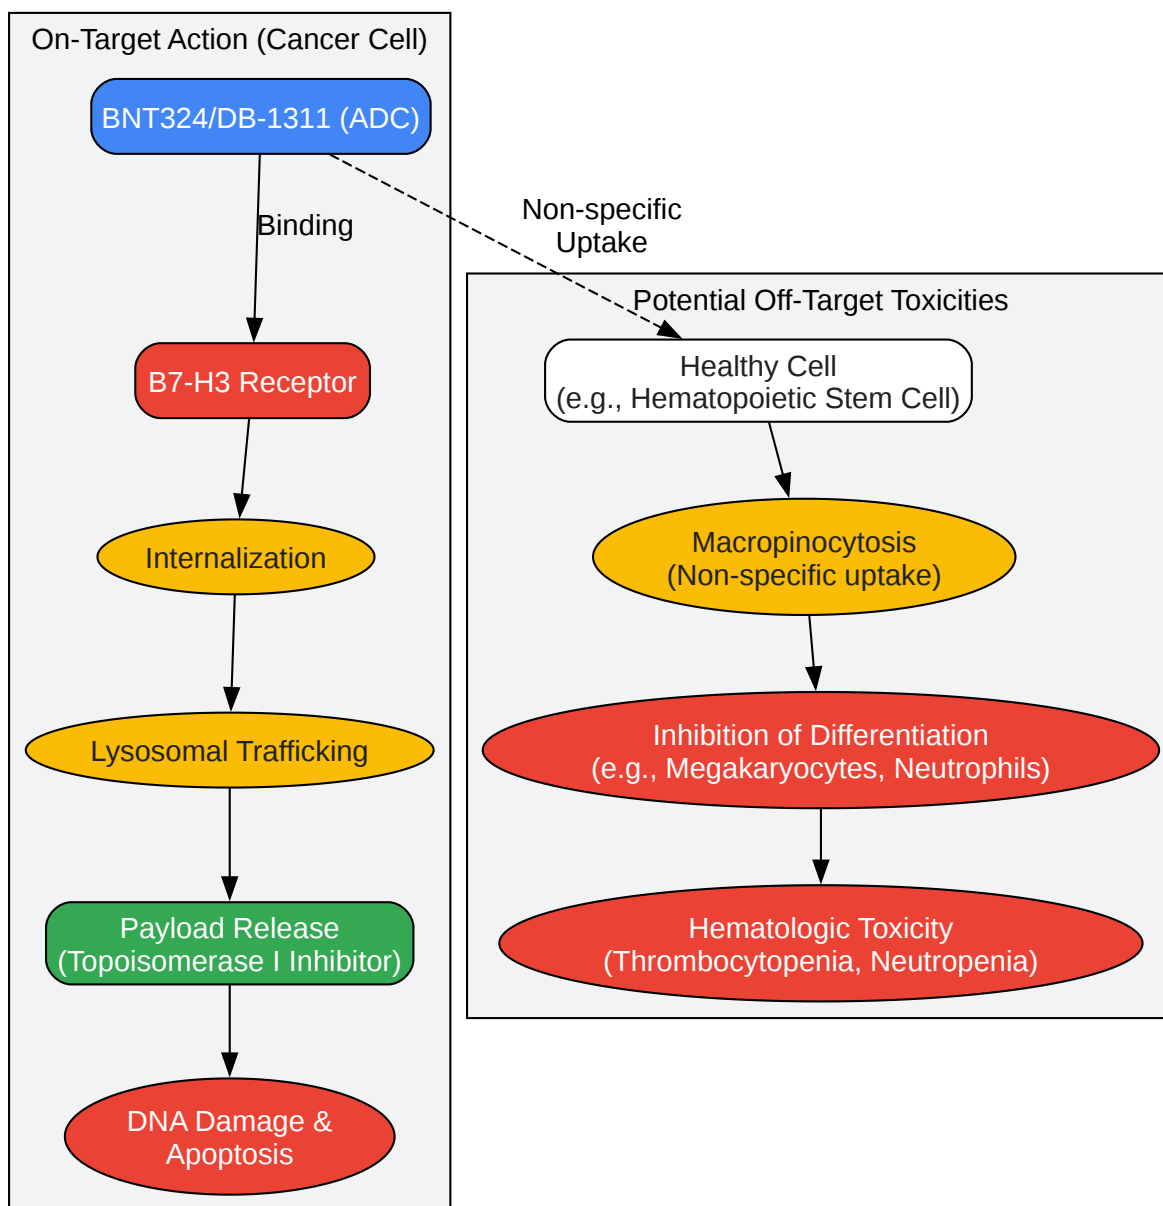 On-Target Action (Cancer Cell)
BNT324/DB-1311 (ADC)
Binding
B7-H3 Receptor
Internalization
Lysosomal Trafficking
Payload Release
(Topoisomerase I Inhibitor)
DNA Damage &
Apoptosis
Non-specific
Uptake
Potential Off-Target Toxicities
Healthy Cell
(e.g., Hematopoietic Stem Cell)
Macropinocytosis
(Non-specific uptake)
Inhibition of Differentiation
(e.g., Megakaryocytes, Neutrophils)
Hematologic Toxicity
(Thrombocytopenia, Neutropenia)